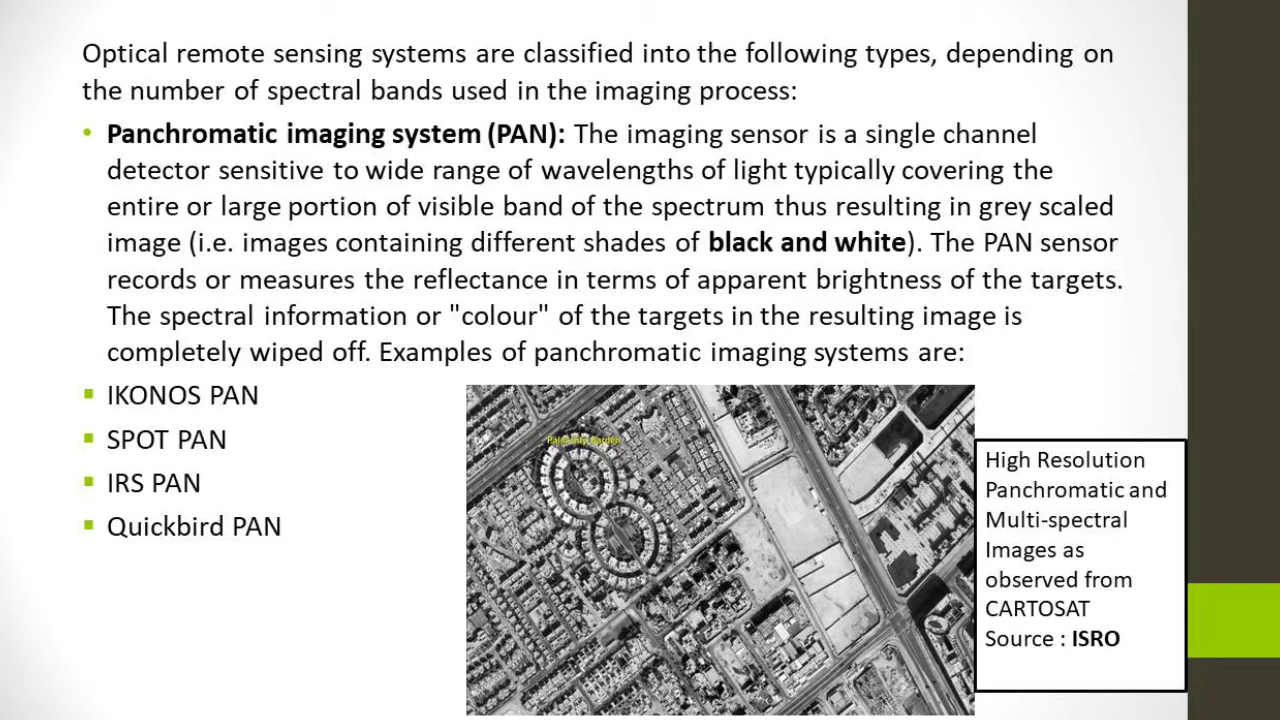 Optical remote sensing systems are classified into the following types, depending on
the number of spectral bands used in the imaging process:
• Panchromatic imaging system (PAN): The imaging sensor is a single channel
detector sensitive to wide range of wavelengths of light typically covering the
entire or large portion of visible band of the spectrum thus resulting in grey scaled
image (i.e. images containing different shades of black and white). The PAN sensor
records or measures the reflectance in terms of apparent brightness of the targets.
The spectral information or "colour" of the targets in the resulting image is
completely wiped off. Examples of panchromatic imaging systems are:
▪ IKONOS PAN
▪ SPOT PAN
▪ IRS PAN
▪ Quickbird PAN
High Resolution
Panchromatic and
Multi-spectral
Images as
observed from
CARTOSAT
Source : ISRO